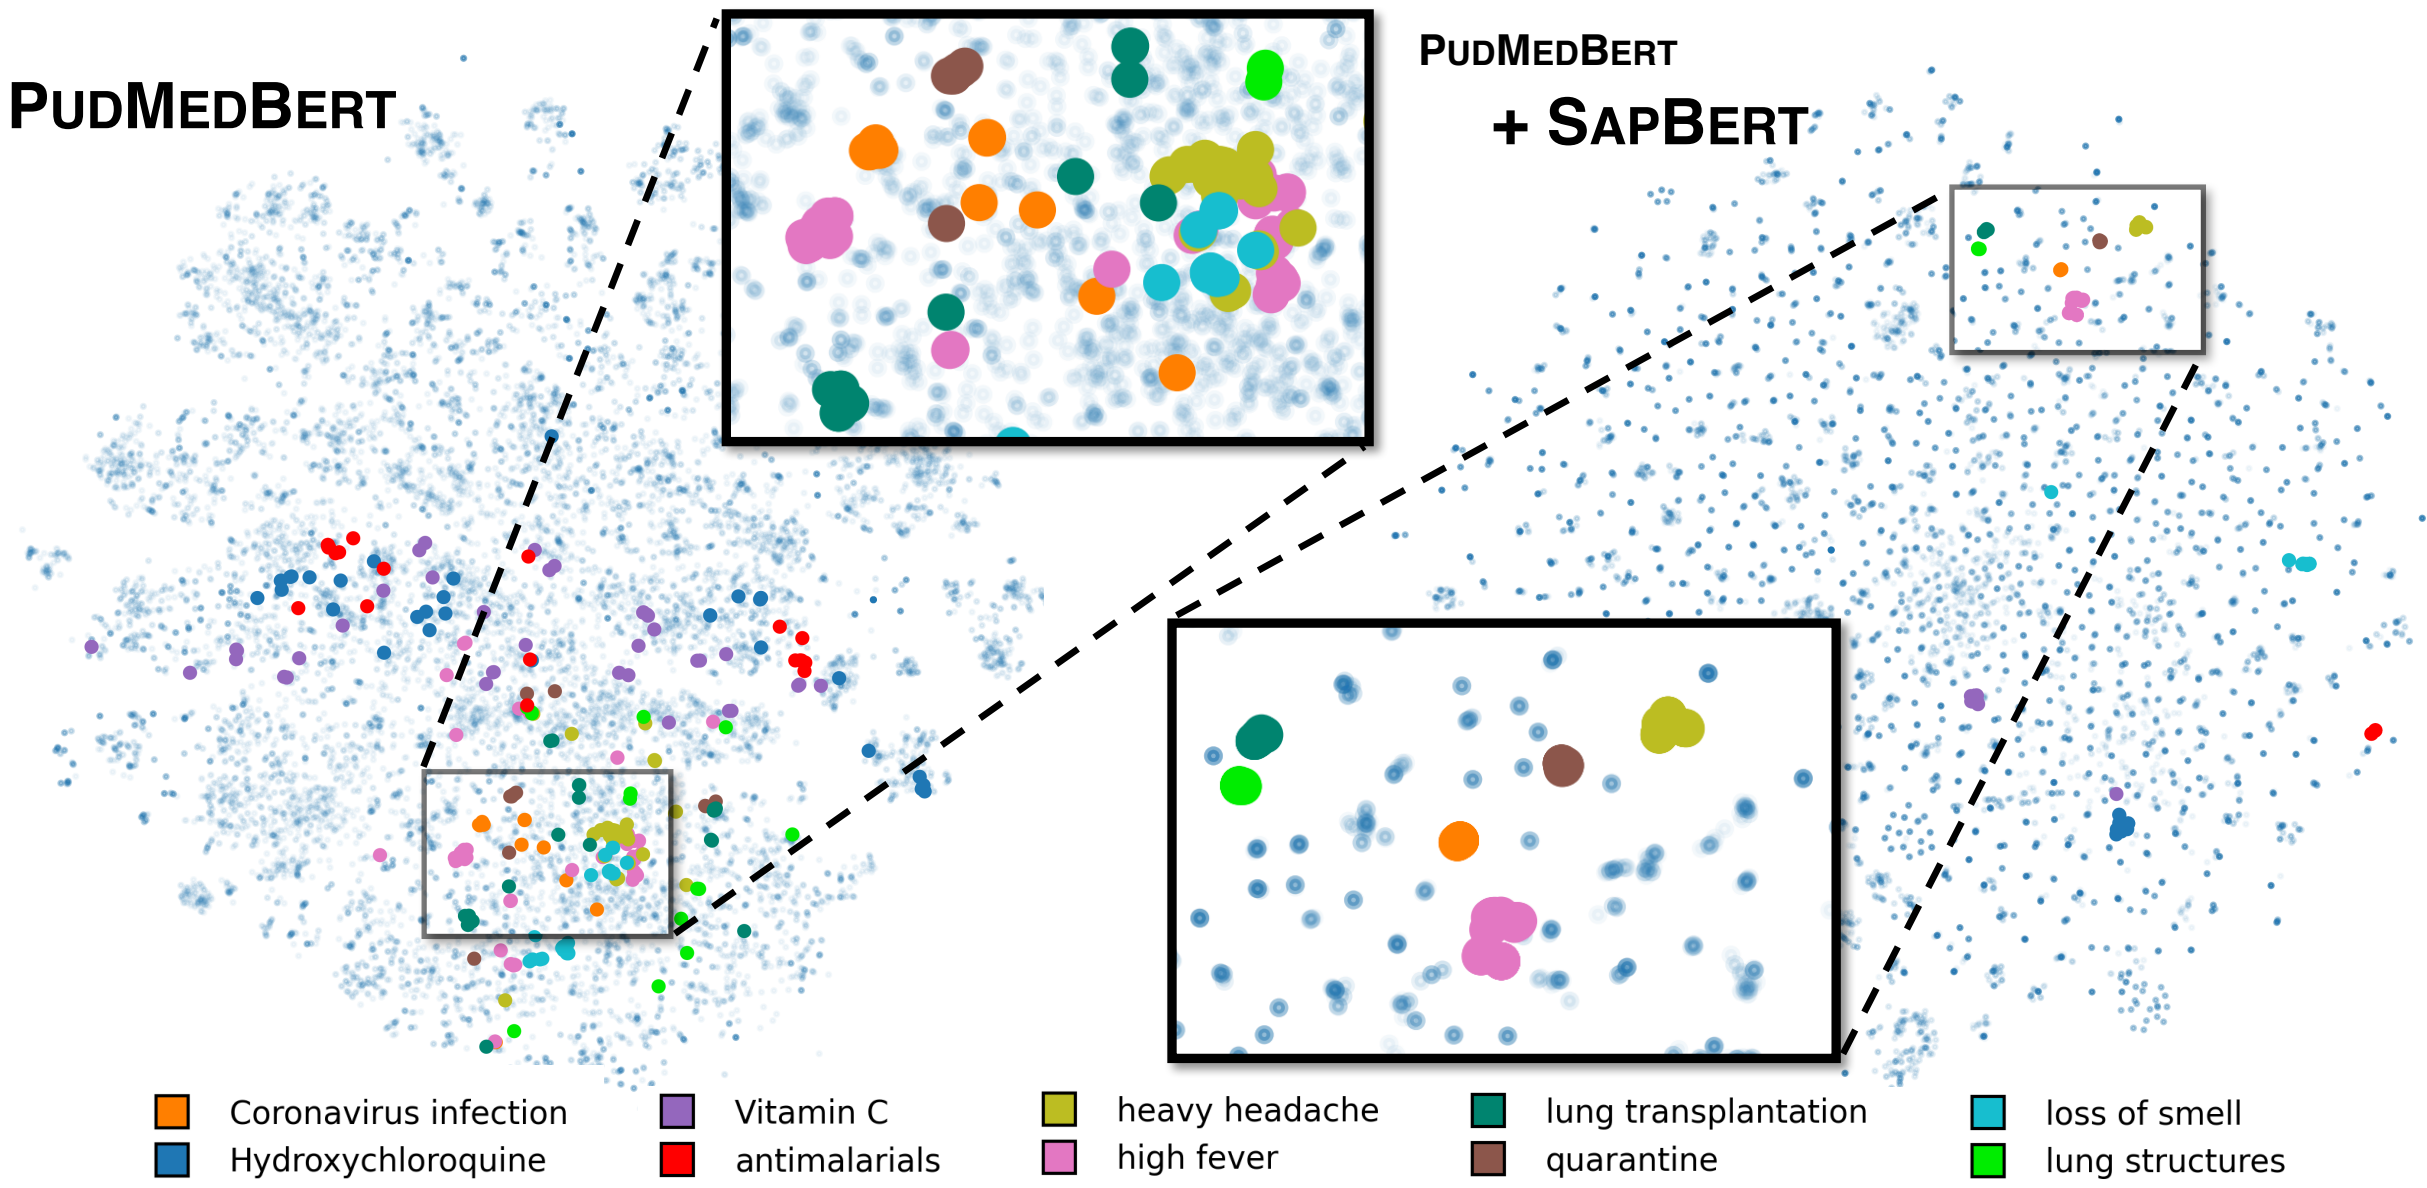 PUDMEDBERT
PUDMEDBERT
+ SAPBERT
Coronavirus infection
Vitamin C
heavy headache
lung transplantation
loss of smell
Hydroxychloroquine
antimalarials
high fever
quarantine
lung structures